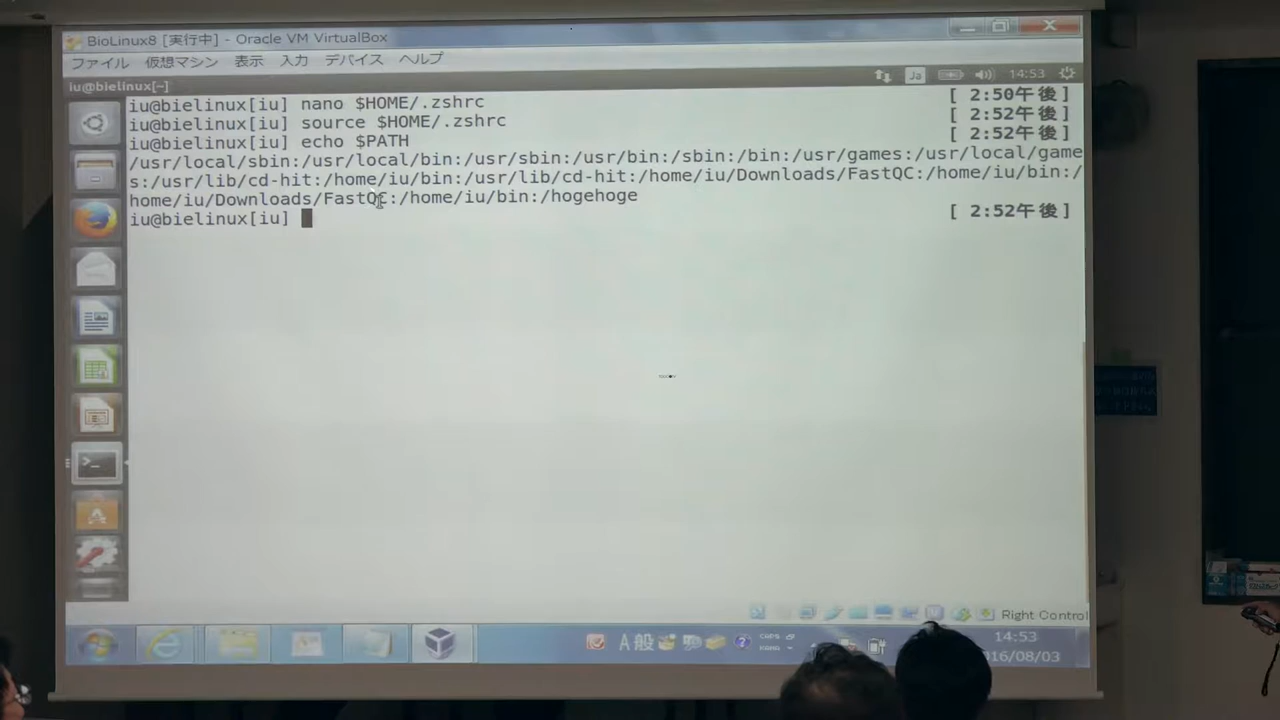 BioLinux8 [実行中] - Oracle VM VirtualBox
ファイル 仮想マシン 表示 入力 デバイス ヘルプ
iu@bielinux[~]
Ja
14:53
iu@bielinux[iu] nano $HOME/.zshrc [ 2:50午後]
iu@bielinux[iu] source $HOME/.zshrc [ 2:52午後]
iu@bielinux[iu] echo $PATH [ 2:52午後]
/usr/local/sbin:/usr/local/bin:/usr/sbin:/usr/bin:/sbin:/bin:/usr/games:/usr/local/game
s:/usr/lib/cd-hit:/home/iu/bin:/usr/lib/cd-hit:/home/iu/Downloads/FastQC:/home/iu/bin:/
home/iu/Downloads/FastQC:/home/iu/bin:/hogehoge
iu@bielinux[iu] [ 2:52午後]
Right Control
A般
CAPS
KANA
14:53
16/08/03